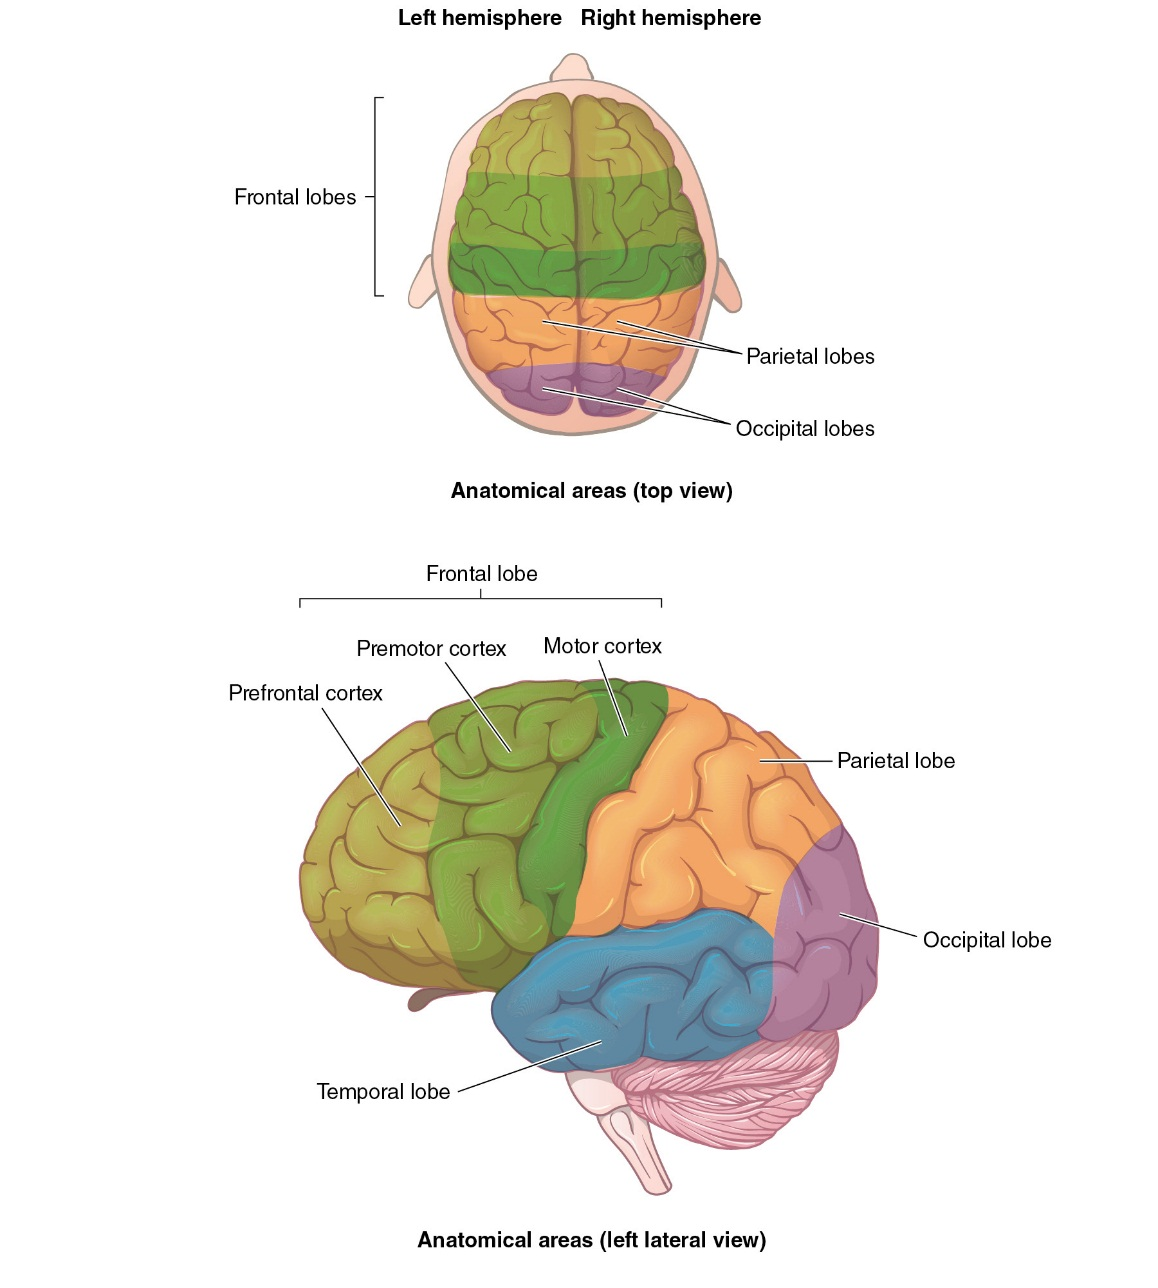 Left hemisphere Right hemisphere
Frontal lobes
Parietal lobes
Occipital lobes
Anatomical areas (top view)
Frontal lobe
Premotor cortex
Motor cortex
Prefrontal cortex
Parietal lobe
Occipital lobe
Temporal lobe
Anatomical areas (left lateral view)